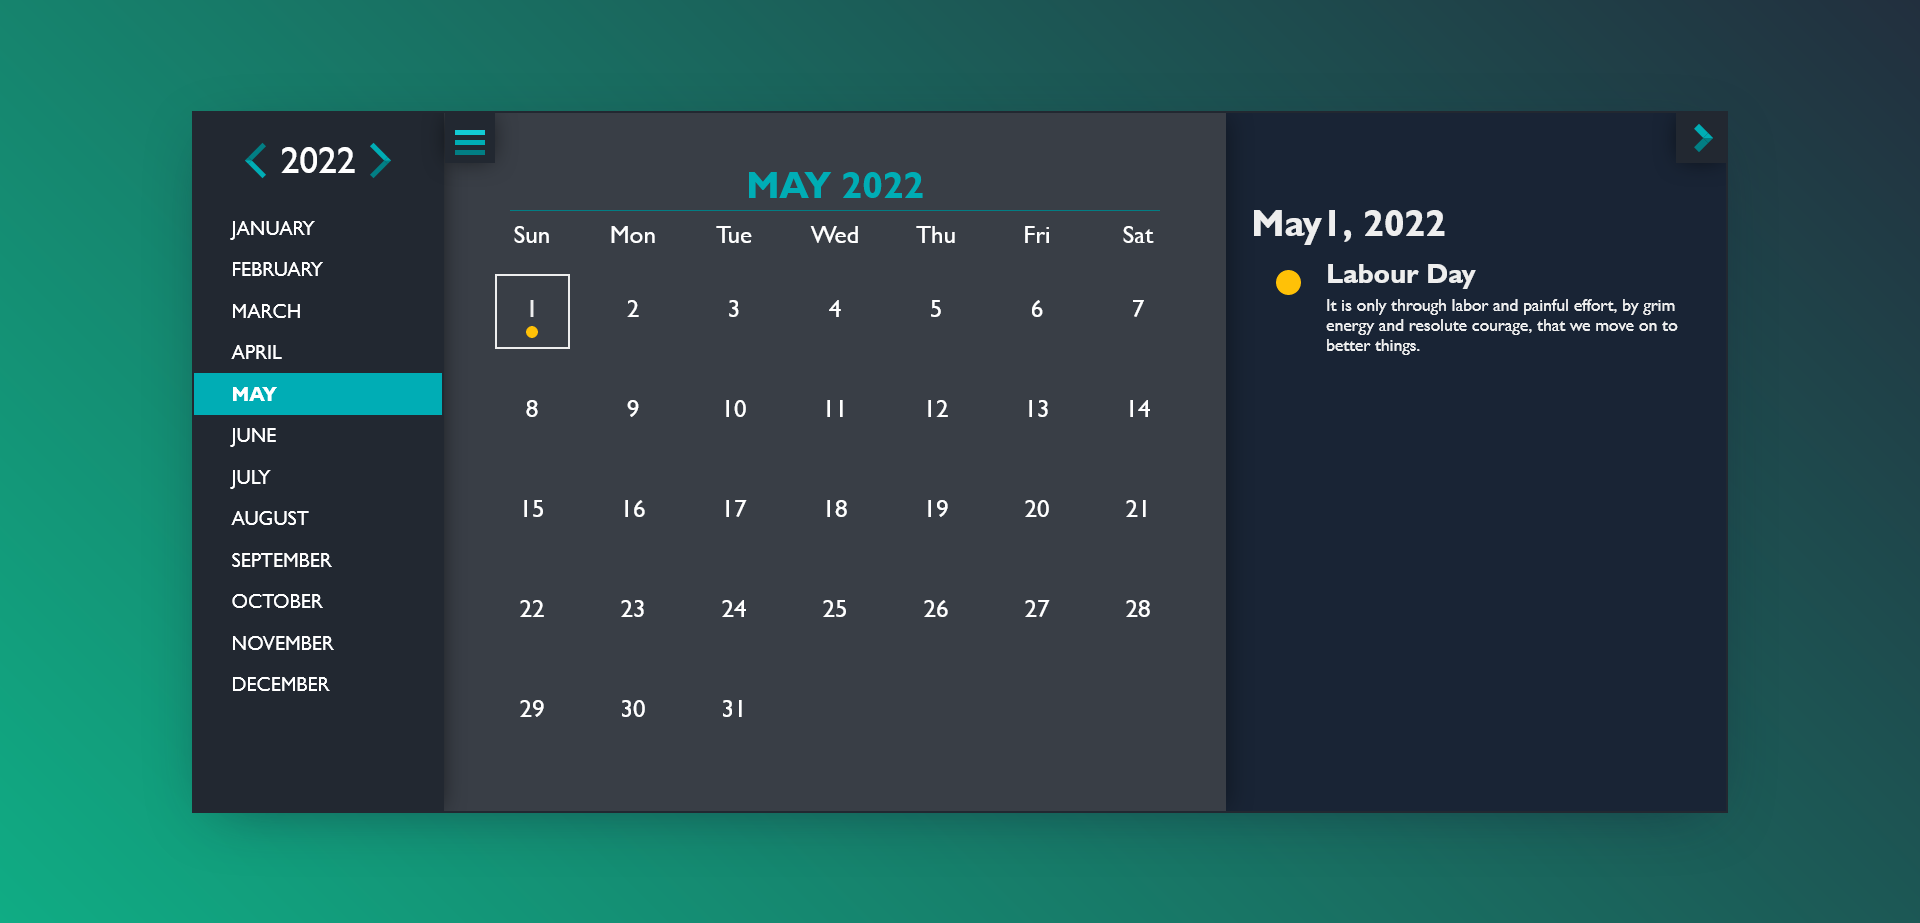 2022
JANUARY
FEBRUARY
MARCH
APRIL
MAY
JUNE
JULY
AUGUST
SEPTEMBER
OCTOBER
NOVEMBER
DECEMBER
MAY 2022
Sun Mon Tue Wed Thu Fri Sat
1 2 3 4 5 6 7
8 9 10 11 12 13 14
15 16 17 18 19 20 21
22 23 24 25 26 27 28
29 30 31
May1, 2022
Labour Day
It is only through labor and painful effort, by grim
energy and resolute courage, that we move on to
better things.